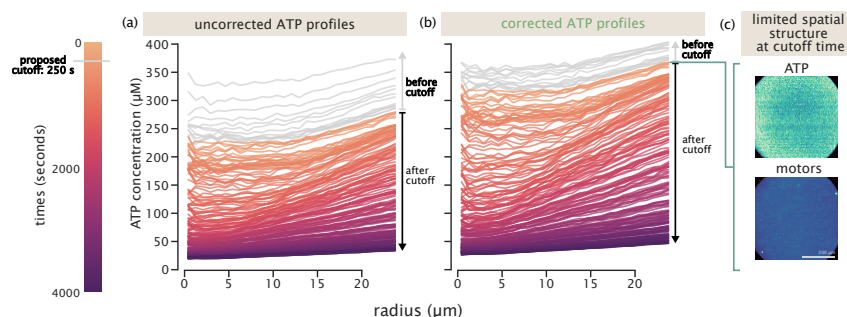 (a)
uncorrected ATP profiles
(b)
corrected ATP profiles
(c)
limited spatial
structure
at cutoff time
0
proposed
cutoff: 250 s
2000
4000
times (seconds)
ATP concentration (μM)
400
350
300
250
200
150
100
50
0
before
cutoff
after
cutoff
0
5
10
15
20
before
cutoff
after
cutoff
0
5
10
15
20
radius (μm)
ATP
motors